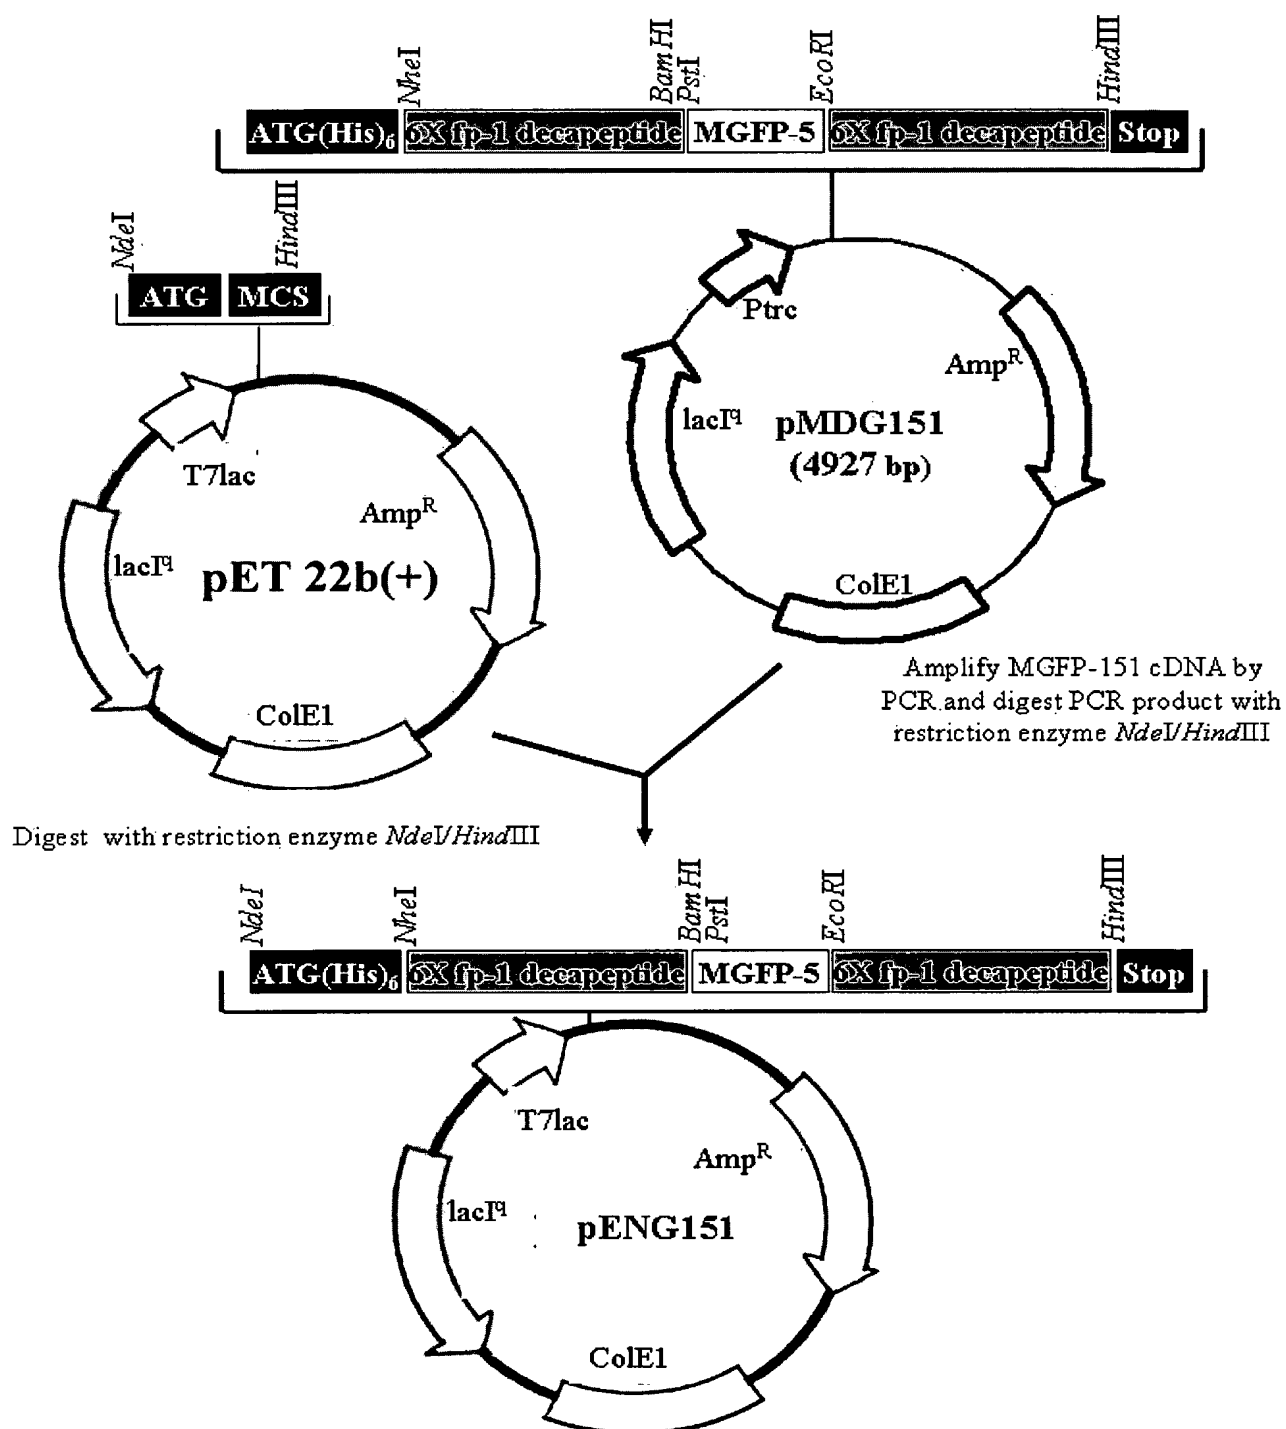 NheI
BamHI
PstI
EcoRI
HindIII
ATG(His)6 6X fp-1 decapeptide MGFP-5 6X fp-1 decapeptide Stop
NdeI
HindIII
ATG MCS
Ptrc
AmpR
lacIq
pMDG151
(4927 bp)
ColE1
T7lac
AmpR
lacIq
pET 22b(+)
ColE1
Amplify MGFP-151 cDNA by
PCR and digest PCR product with
restriction enzyme NdeI/HindIII
Digest with restriction enzyme NdeI/HindIII
NdeI
NheI
BamHI
PstI
EcoRI
HindIII
ATG(His)6 6X fp-1 decapeptide MGFP-5 6X fp-1 decapeptide Stop
T7lac
AmpR
lacIq
pENG151
ColE1